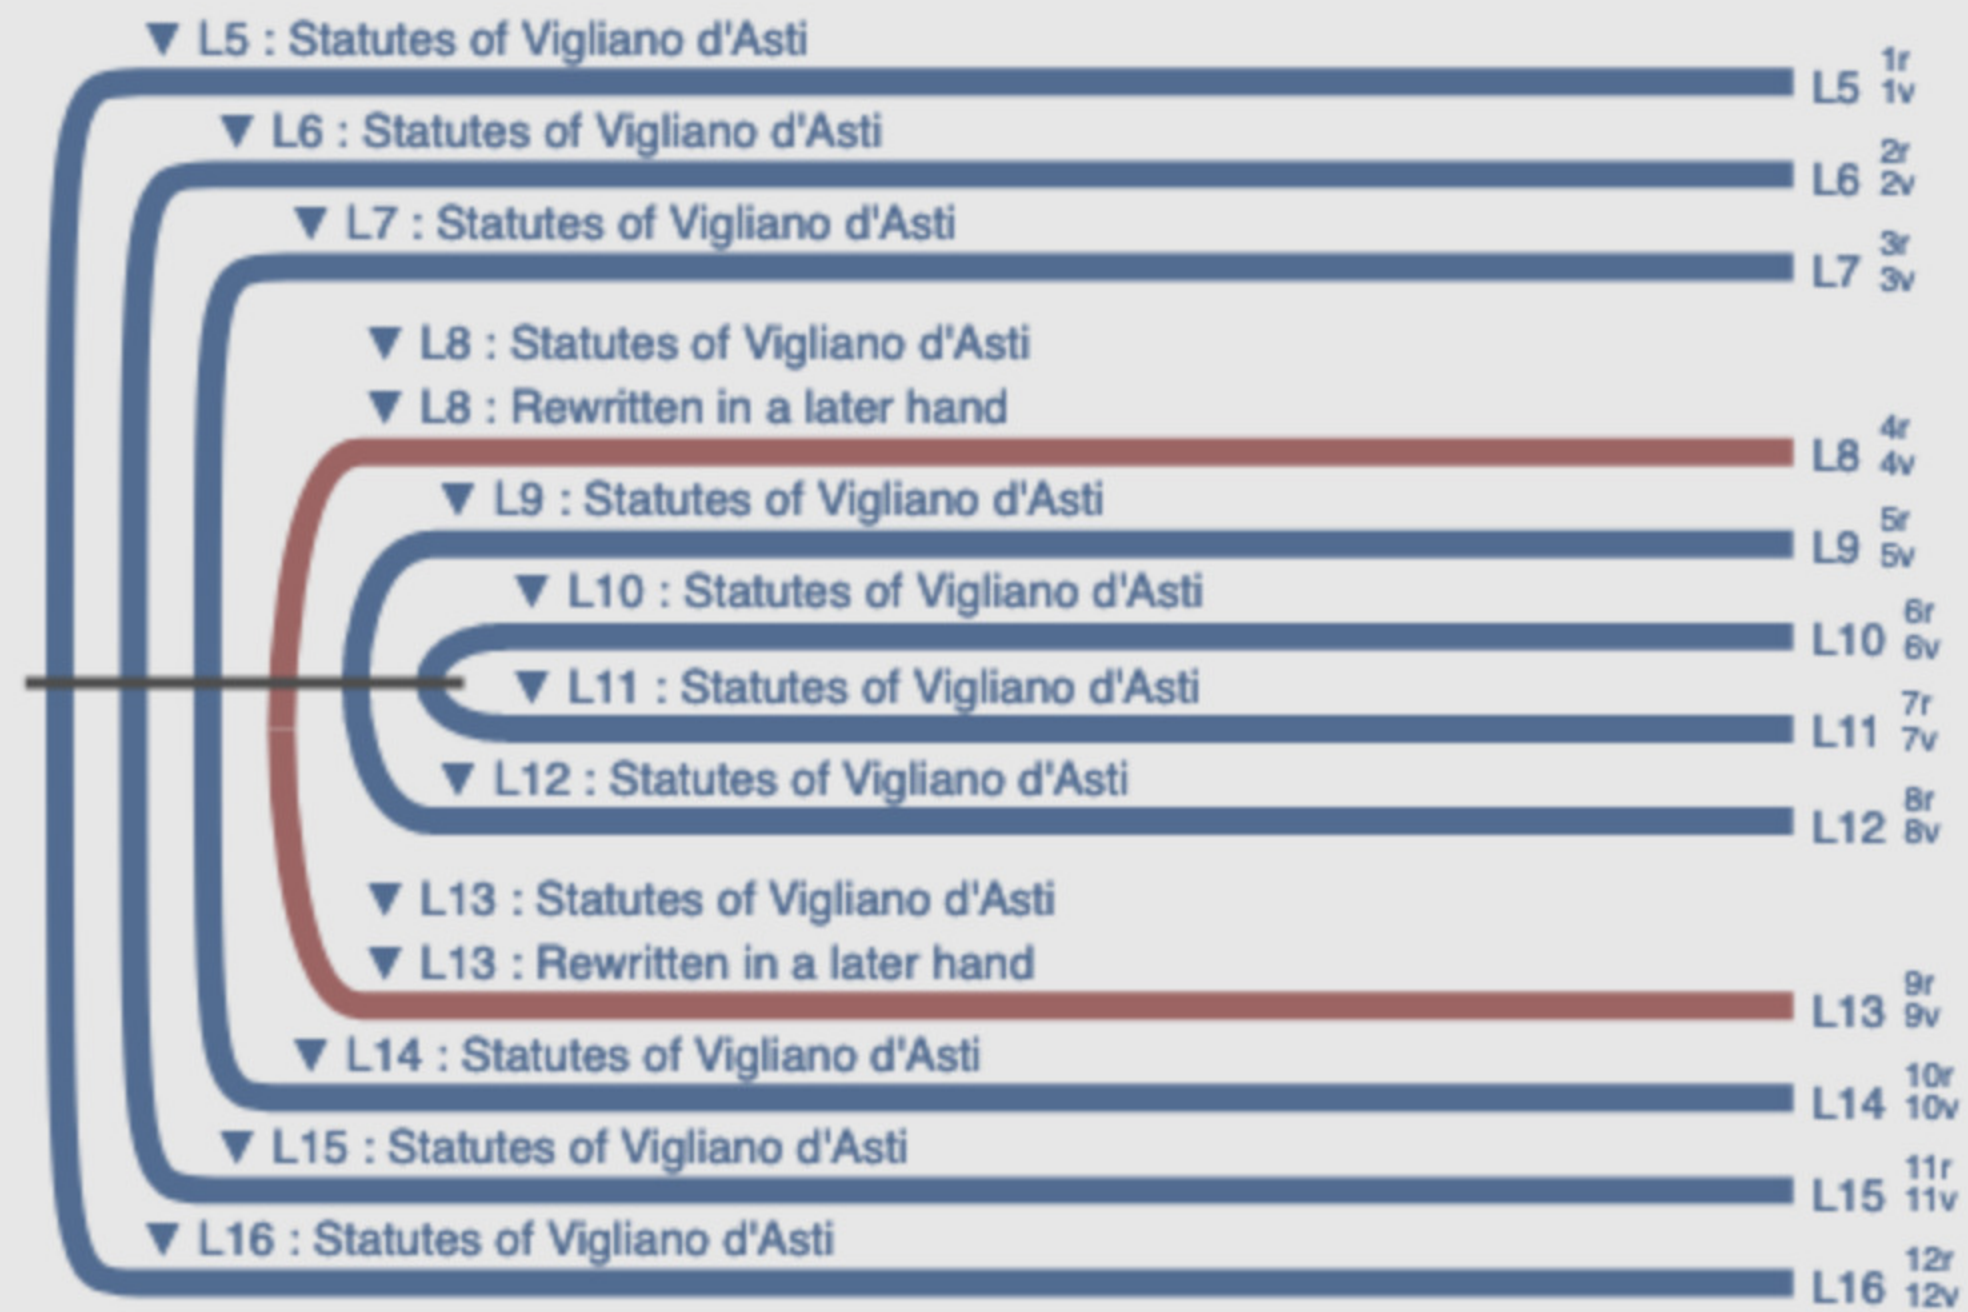 L5 : Statutes of Vigliano d'Asti
L5 1r
1v
L6 : Statutes of Vigliano d'Asti
L6 2r
2v
L7 : Statutes of Vigliano d'Asti
L7 3r
3v
L8 : Statutes of Vigliano d'Asti
L8 : Rewritten in a later hand
L8 4r
4v
L9 : Statutes of Vigliano d'Asti
L9 5r
5v
L10 : Statutes of Vigliano d'Asti
L10 6r
6v
L11 : Statutes of Vigliano d'Asti
L11 7r
7v
L12 : Statutes of Vigliano d'Asti
L12 8r
8v
L13 : Statutes of Vigliano d'Asti
L13 : Rewritten in a later hand
L13 9r
9v
L14 : Statutes of Vigliano d'Asti
L14 10r
10v
L15 : Statutes of Vigliano d'Asti
L15 11r
11v
L16 : Statutes of Vigliano d'Asti
L16 12r
12v